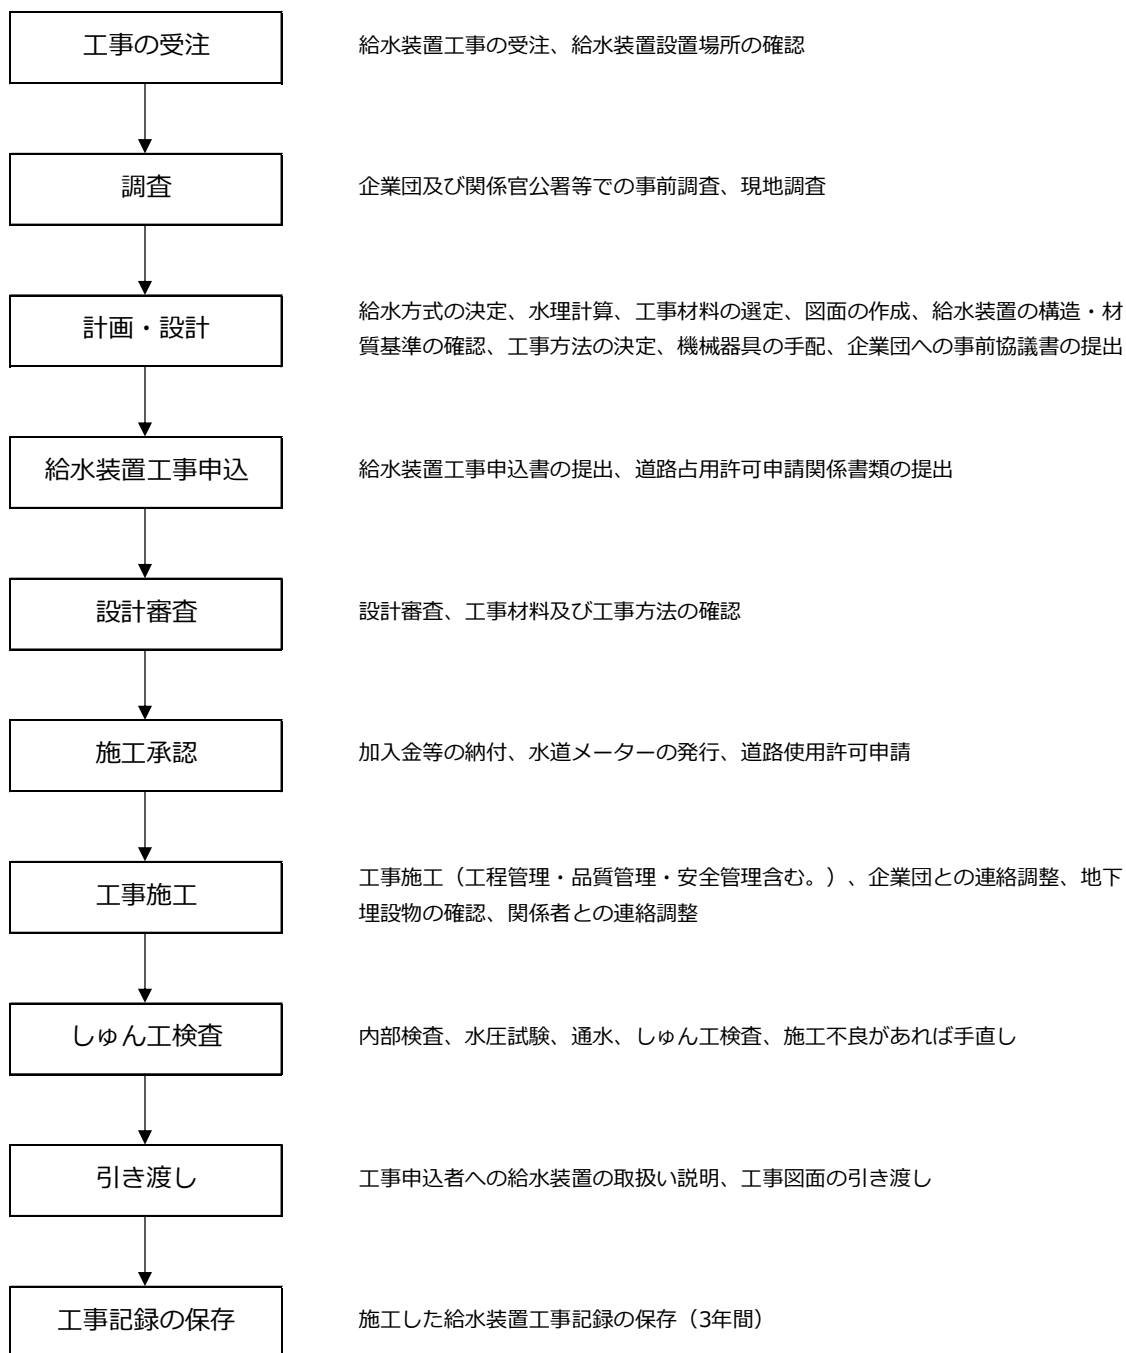 工事の受注
給水装置工事の受注、給水装置設置場所の確認
調査
企業団及び関係官公署等での事前調査、現地調査
計画・設計
給水方式の決定、水理計算、工事材料の選定、図面の作成、給水装置の構造・材
質基準の確認、工事方法の決定、機械器具の手配、企業団への事前協議書の提出
給水装置工事申込
給水装置工事申込書の提出、道路占用許可申請関係書類の提出
設計審査
設計審査、工事材料及び工事方法の確認
施工承認
加入金等の納付、水道メーターの発行、道路使用許可申請
工事施工
工事施工（工程管理・品質管理・安全管理含む。）、企業団との連絡調整、地下
埋設物の確認、関係者との連絡調整
しゅん工検査
内部検査、水圧試験、通水、しゅん工検査、施工不良があれば手直し
引き渡し
工事申込者への給水装置の取扱い説明、工事図面の引き渡し
工事記録の保存
施工した給水装置工事記録の保存（3年間）